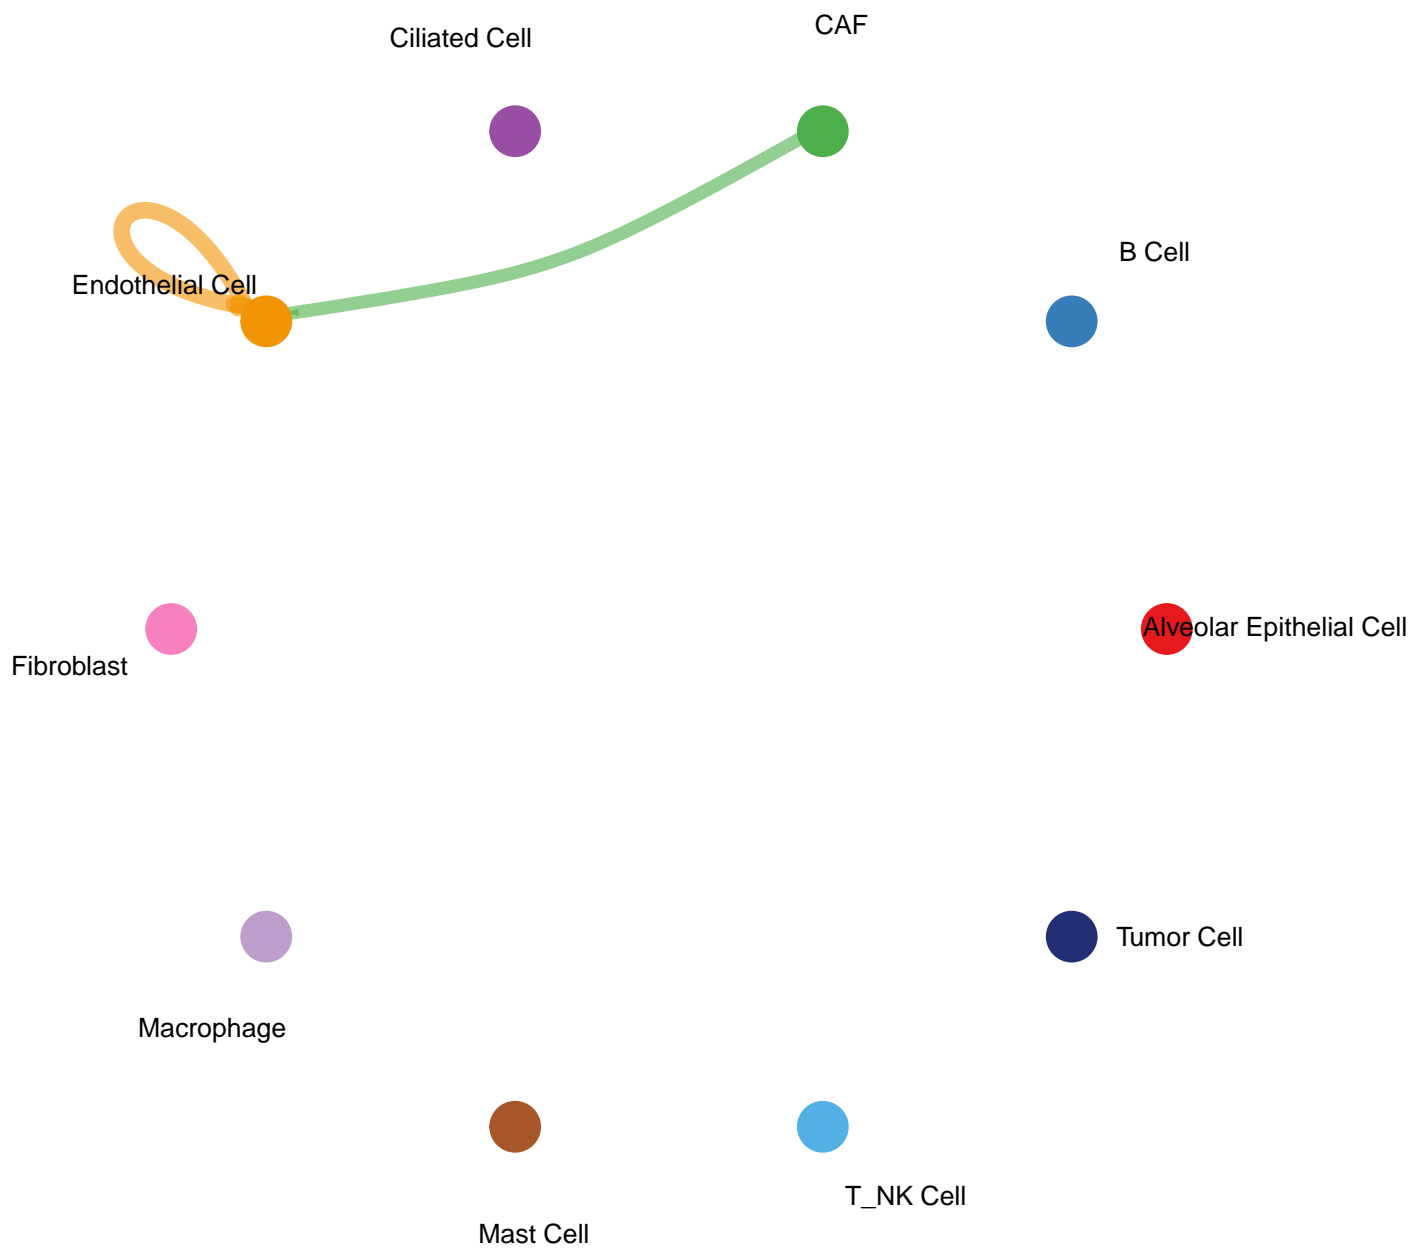 CAF
Ciliated Cell
B Cell
Endothelial Cell
Alveolar Epithelial Cell
Fibroblast
Tumor Cell
Macrophage
T_NK Cell
Mast Cell